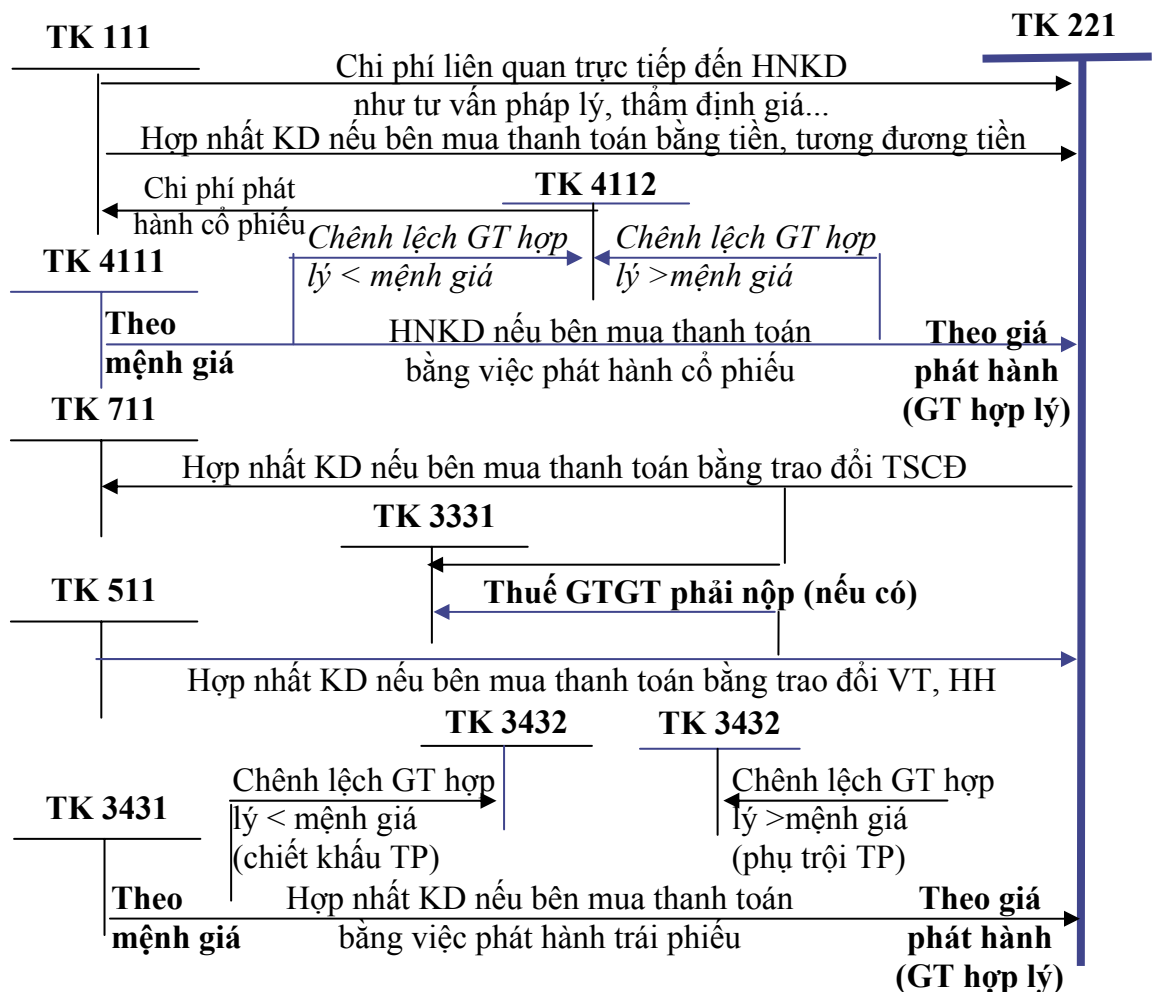 TK 111
TK 221
Chi phí liên quan trực tiếp đến HNKD
như tư vấn pháp lý, thẩm định giá...
Hợp nhất KD nếu bên mua thanh toán bằng tiền, tương đương tiền
Chi phí phát
hành cổ phiếu
TK 4112
TK 4111
Chênh lệch GT hợp
lý < mệnh giá
Chênh lệch GT hợp
lý >mệnh giá
Theo
mệnh giá
HNKD nếu bên mua thanh toán
bằng việc phát hành cổ phiếu
Theo giá
phát hành
(GT hợp lý)
TK 711
Hợp nhất KD nếu bên mua thanh toán bằng trao đổi TSCĐ
TK 3331
Thuế GTGT phải nộp (nếu có)
TK 511
Hợp nhất KD nếu bên mua thanh toán bằng trao đổi VT, HH
TK 3432
TK 3432
TK 3431
Chênh lệch GT hợp
lý < mệnh giá
(chiết khấu TP)
Chênh lệch GT hợp
lý >mệnh giá
(phụ trội TP)
Theo
mệnh giá
Hợp nhất KD nếu bên mua thanh toán
bằng việc phát hành trái phiếu
Theo giá
phát hành
(GT hợp lý)